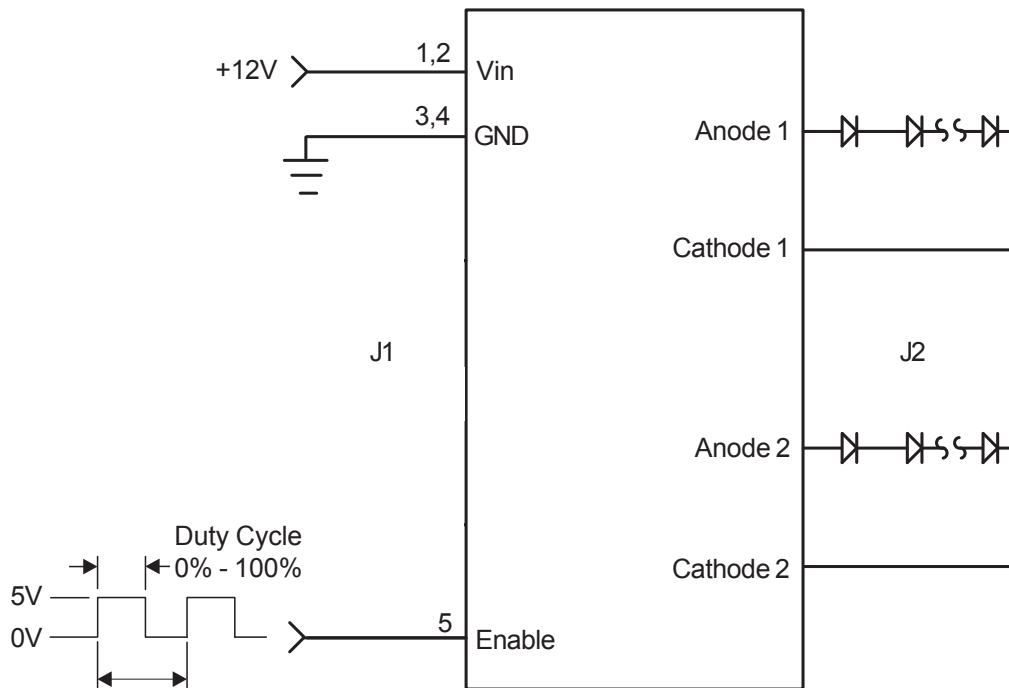 +12V
1,2
Vin
3,4
GND
Anode 1
Cathode 1
J1
J2
Anode 2
Cathode 2
Duty Cycle
0% - 100%
5V
0V
5
Enable